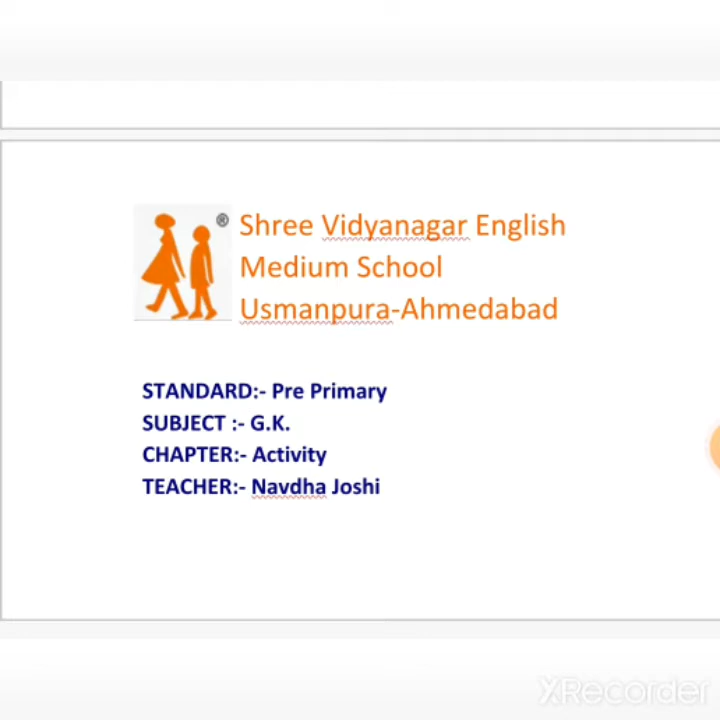 ® Shree Vidyanagar English
Medium School
Usmanpura-Ahmedabad
STANDARD:- Pre Primary
SUBJECT :- G.K.
CHAPTER:- Activity
TEACHER:- Navdha Joshi
XRecorder